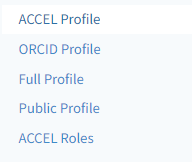 ACCEL Profile
ORCID Profile
Full Profile
Public Profile
ACCEL Roles